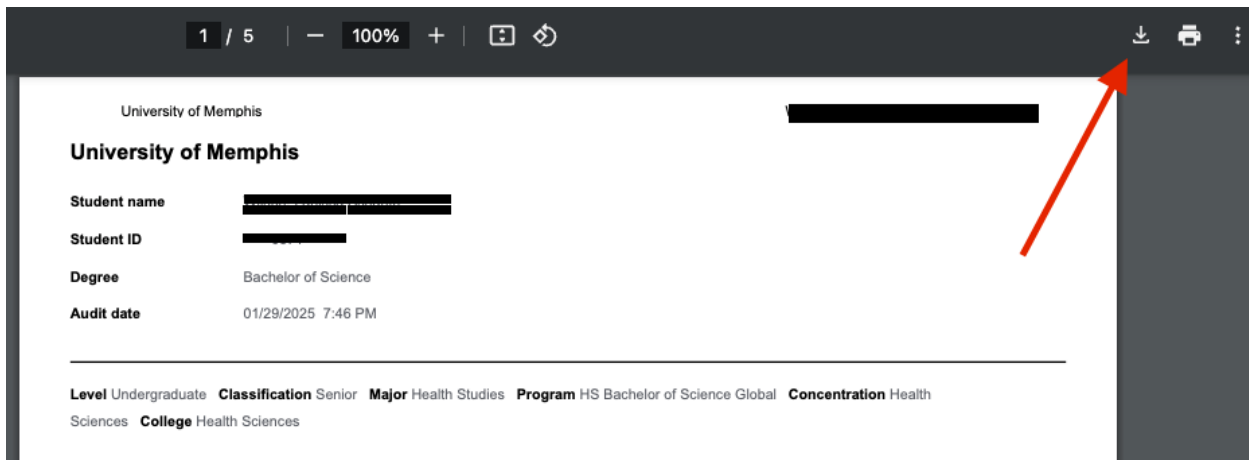 1 / 5 | — 100% + |
University of Memphis
University of Memphis
Student name
Student ID
Degree Bachelor of Science
Audit date 01/29/2025 7:46 PM
Level Undergraduate Classification Senior Major Health Studies Program HS Bachelor of Science Global Concentration Health
Sciences College Health Sciences